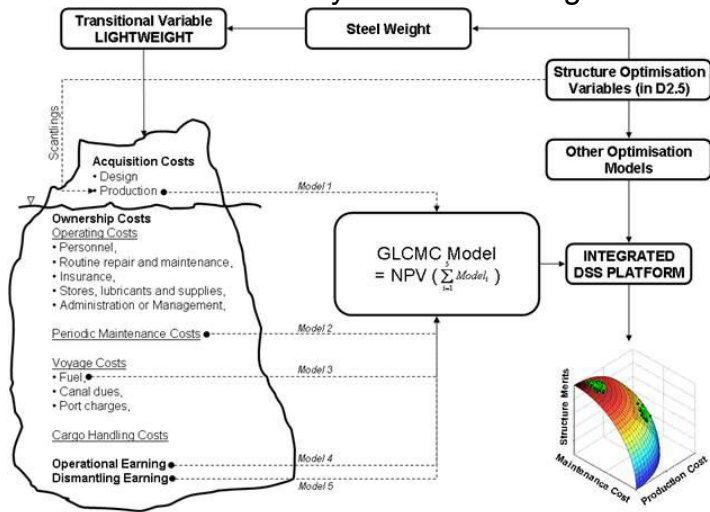 Transitional Variable
LIGHTWEIGHT
Steel Weight
Structure Optimisation
Variables (in D2.5)
Scantlings
Other Optimisation
Models
Acquisition Costs
• Design
• Production
Model 1
Ownership Costs
Operating Costs
• Personnel,
• Routine repair and maintenance,
• Insurance,
• Stores, lubricants and supplies,
• Administration or Management,
GLCMC Model
= NPV ( ∑ Model i )
5
i=1
INTEGRATED
DSS PLATFORM
Periodic Maintenance Costs
Model 2
Voyage Costs
• Fuel,
• Canal dues,
• Port charges,
Model 3
Cargo Handling Costs
Operational Earning
Model 4
Dismantling Earning
Model 5
Structure Merits
Maintenance Cost
Production Cost